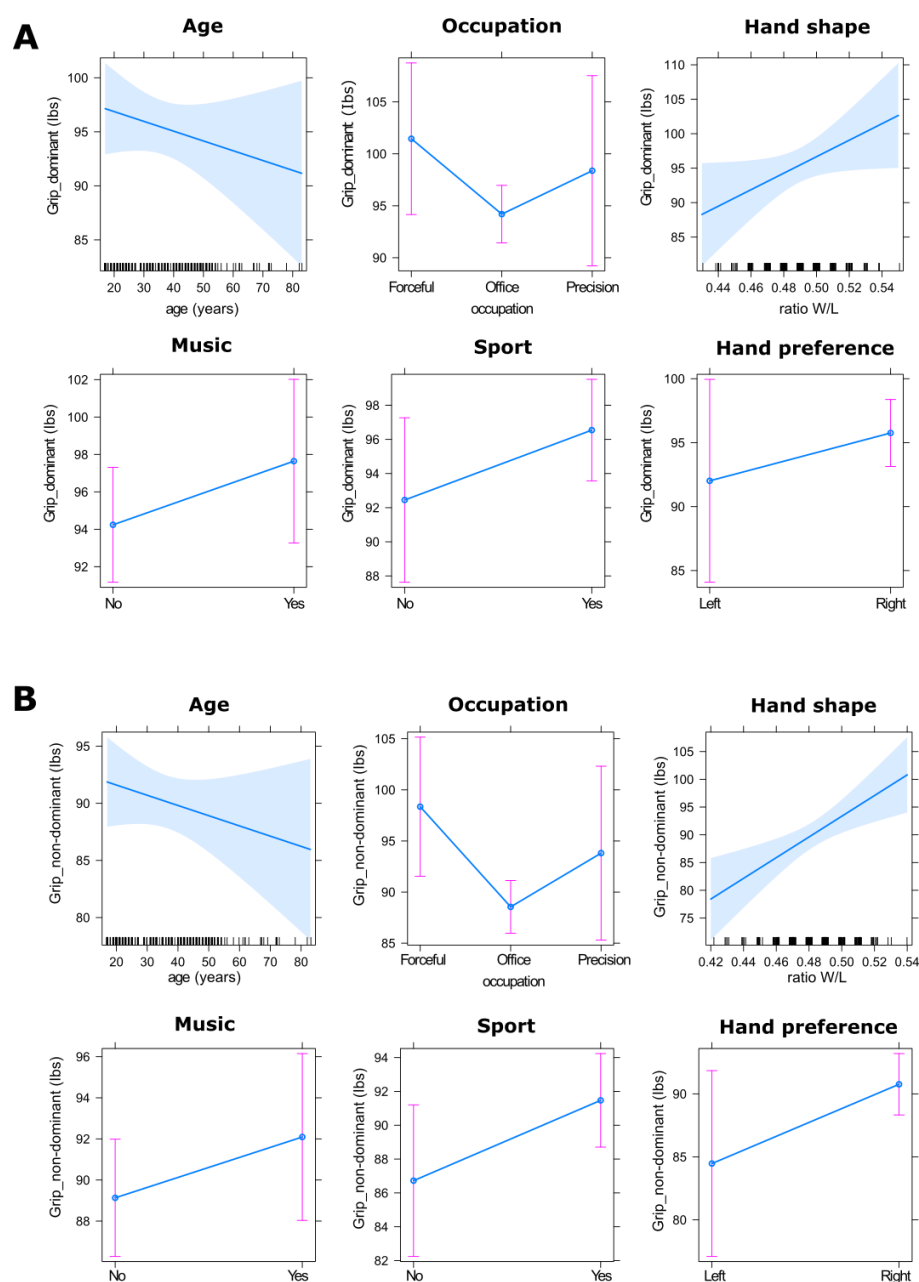 A
Age
Occupation
Hand shape
Grip_dominant (lbs)
100
95
90
85
20 30 40 50 60 70 80
age (years)
Grip_dominant (lbs)
105
100
95
90
Forceful Office Precision
occupation
Grip_dominant (lbs)
110
105
100
95
90
85
0.44 0.46 0.48 0.50 0.52 0.54
ratio W/L
Music
Sport
Hand preference
Grip_dominant (lbs)
102
100
98
96
94
92
No Yes
Grip_dominant (lbs)
98
96
94
92
90
88
No Yes
Grip_dominant (lbs)
100
95
90
85
Left Right
B
Age
Occupation
Hand shape
Grip_non-dominant (lbs)
95
90
85
80
20 30 40 50 60 70 80
age (years)
Grip_non-dominant (lbs)
105
100
95
90
85
Forceful Office Precision
occupation
Grip_non-dominant (lbs)
105
100
95
90
85
80
75
0.42 0.44 0.46 0.48 0.50 0.52 0.54
ratio W/L
Music
Sport
Hand preference
Grip_non-dominant (lbs)
96
94
92
90
88
No Yes
Grip_non-dominant (lbs)
94
92
90
88
86
84
82
No Yes
Grip_non-dominant (lbs)
90
85
80
Left Right